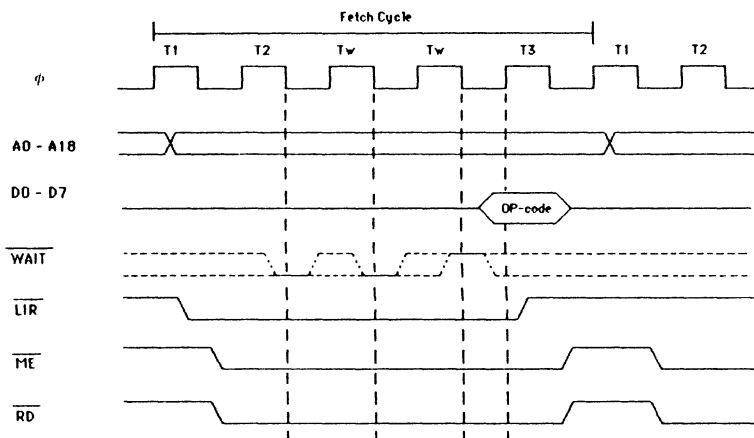 Fetch Cycle
T1 T2 Tw Tw T3 T1 T2
φ
A0 - A18
D0 - D7
OP-code
WAIT
LIR
ME
RD